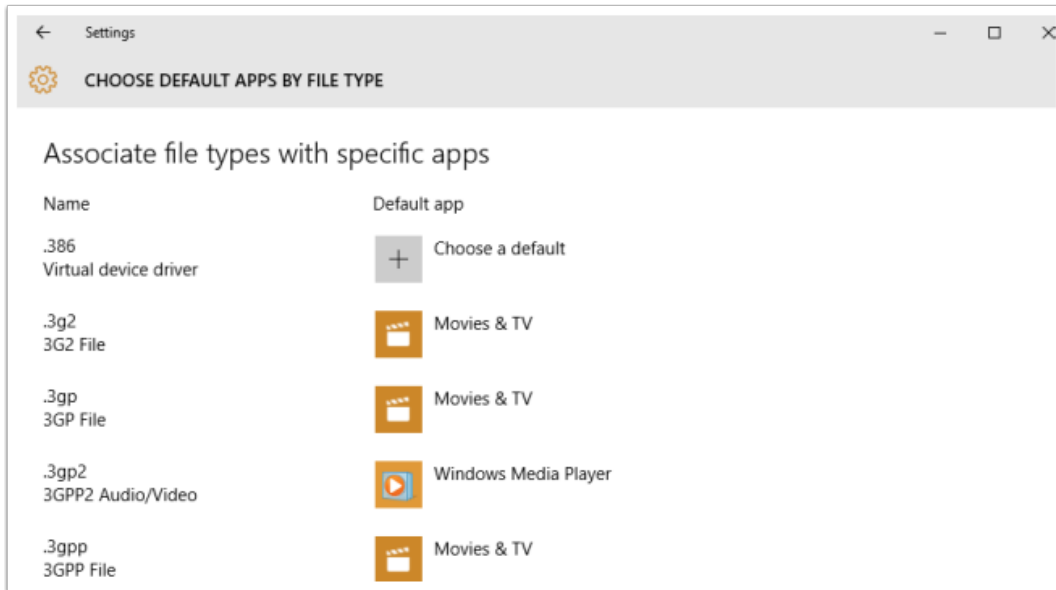 Settings
CHOOSE DEFAULT APPS BY FILE TYPE
Associate file types with specific apps
Name Default app
.386 Choose a default
Virtual device driver
.3g2 Movies & TV
3G2 File
.3gp Movies & TV
3GP File
.3gp2 Windows Media Player
3GPP2 Audio/Video
.3gpp Movies & TV
3GPP File